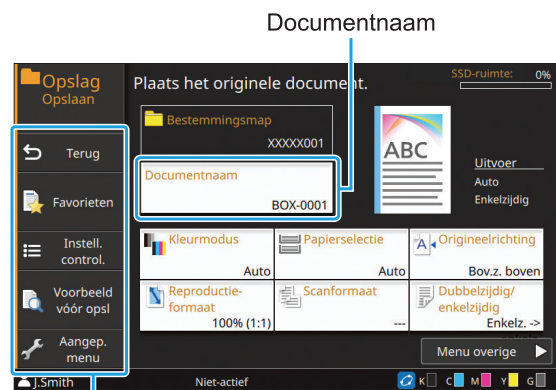 Documentnaam
Opslag
Opslaan
Plaats het originele document.
SSD-ruimte: 0%
Bestemmingsmap
XXXXX001
Documentnaam
BOX-0001
ABC
Uitvoer
Auto
Enkelzijdig
Terug
Favorieten
Instell.
control.
Voorbeeld
vóór opsl
Aangep.
menu
Kleurmodus
Auto
Papierselectie
Auto
A
Origineelrichting
Bov.z. boven
Reproductie-
formaat
100% (1:1)
Scanformaat
---
Dubbelzijdig/
enkelzijdig
Enkelz. ->
Menu overige
J.Smith
Niet-actief
K C M Y G